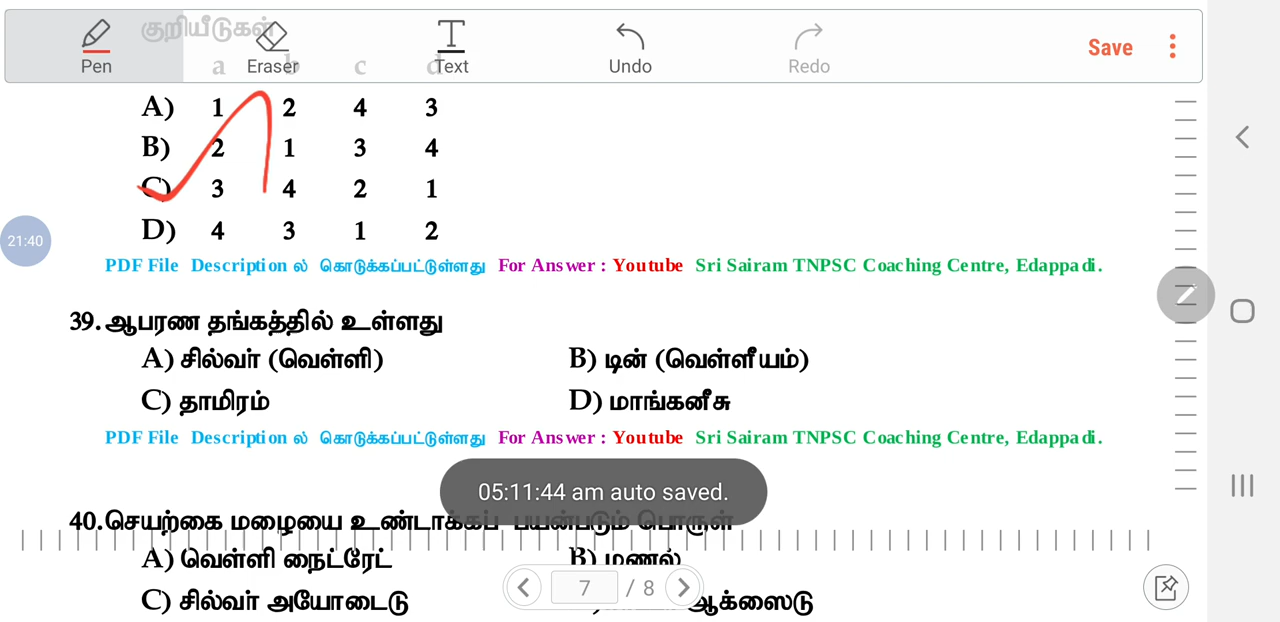 குறியீடுகள்
Pen Eraser Text Undo Redo Save
a b c d
A) 1 2 4 3
B) 2 1 3 4
C) 3 4 2 1
D) 4 3 1 2
21:40
PDF File Description ல் கொடுக்கப்பட்டுள்ளது For Answer : Youtube Sri Sairam TNPSC Coaching Centre, Edappadi.
39. ஆபரண தங்கத்தில் உள்ளது
A) சில்வர் (வெள்ளி) B) டின் (வெள்ளீயம்)
C) தாமிரம் D) மாங்கனீசு
PDF File Description ல் கொடுக்கப்பட்டுள்ளது For Answer : Youtube Sri Sairam TNPSC Coaching Centre, Edappadi.
05:11:44 am auto saved.
40. செயற்கை மழையை உண்டாக்கப் பயன்படும் பொருள்
A) வெள்ளி நைட்ரேட் B) மணல்
7 / 8
C) சில்வர் அயோடைடு ஆக்ஸைடு